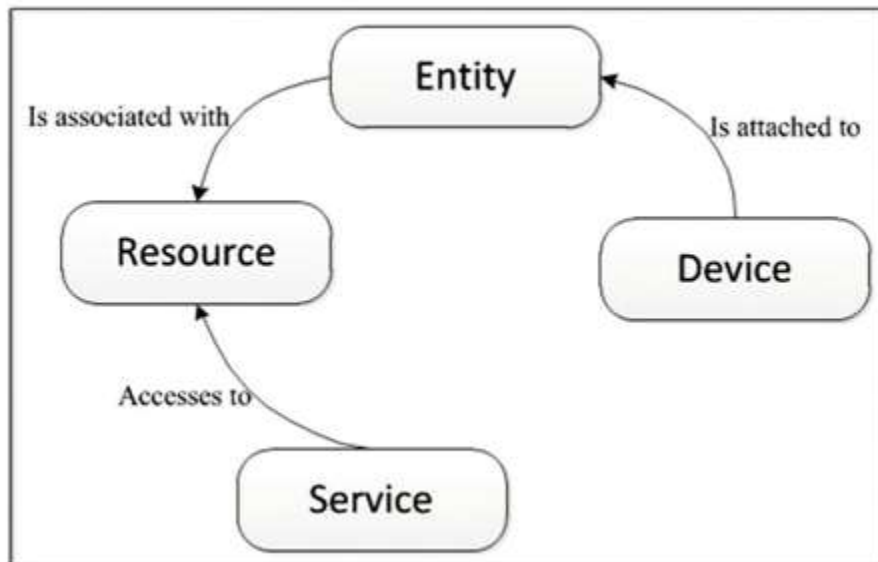 Entity
Is associated with
Is attached to
Resource
Device
Accesses to
Service